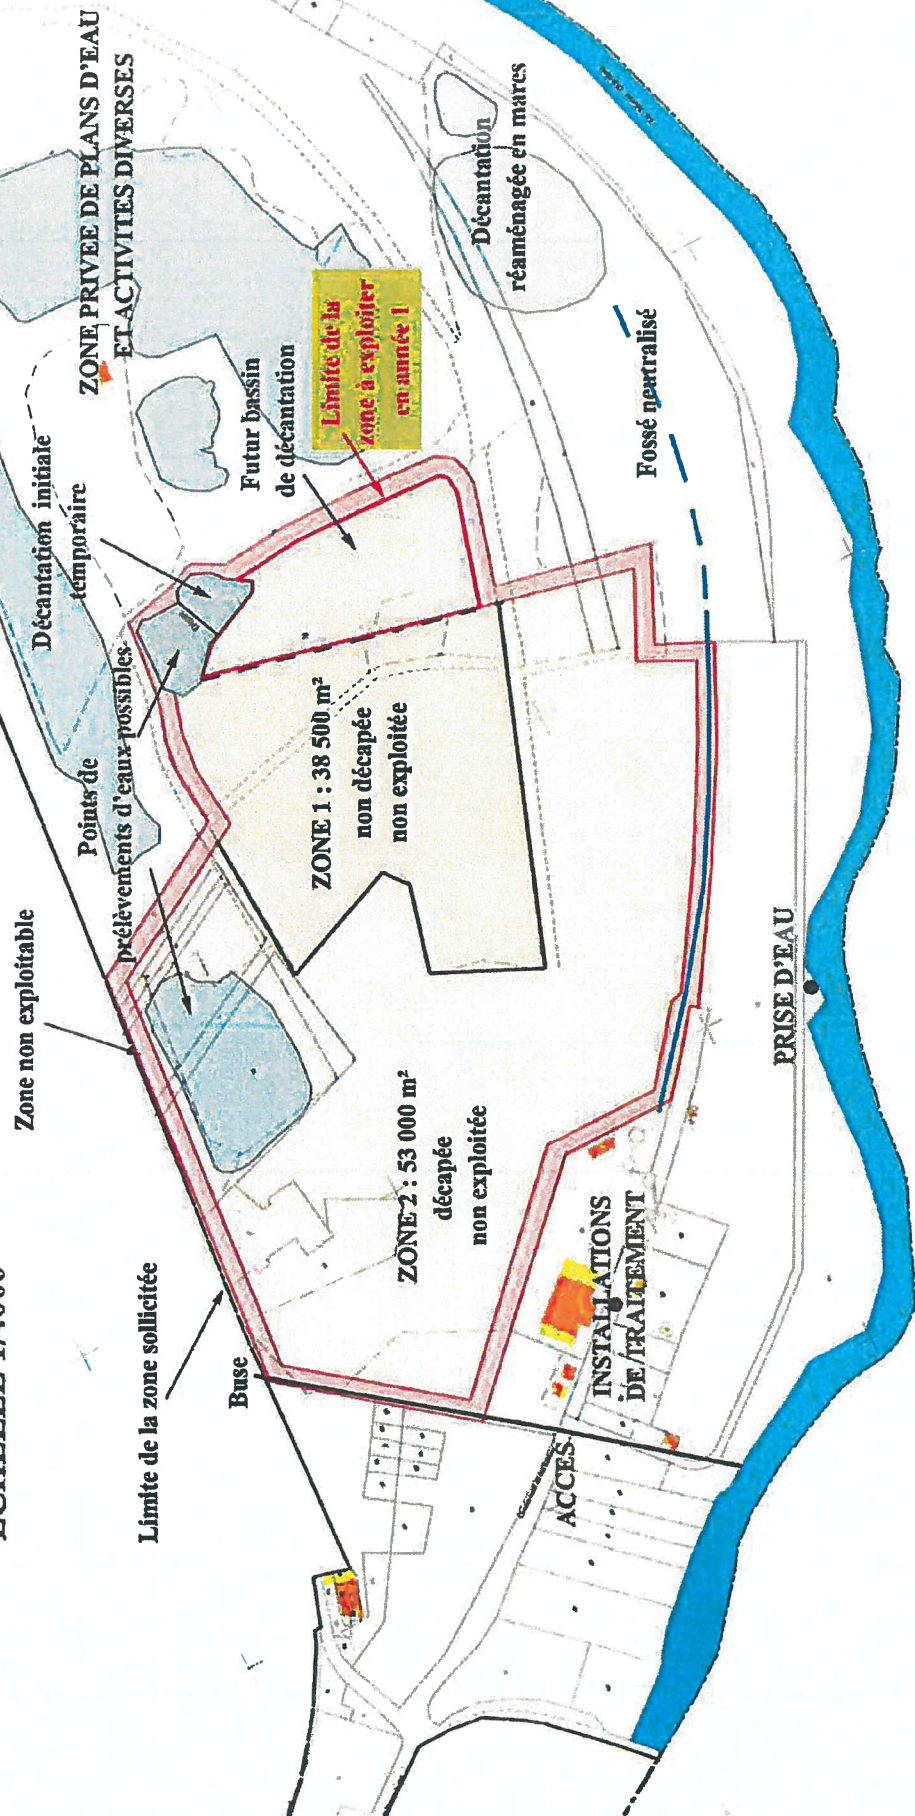 ZONE PRIVEE DE PLANS D'EAU
ET ACTIVITES DIVERSES
Décantation initiale
temporaire
Futur bassin
de décantation
Limite de la
zone à exploiter
en année 1
Décantation
réaménagée en mares
Fossé neutralisé
Points de
prélèvements d'eaux possibles
Zone non exploitable
ZONE 1 : 38 500 m²
non décapée
non exploitée
ZONE 2 : 53 000 m²
décapée
non exploitée
PRISE D'EAU
Limite de la zone sollicitée
Buse
INSTALLATIONS
DE TRAITEMENT
ACCES